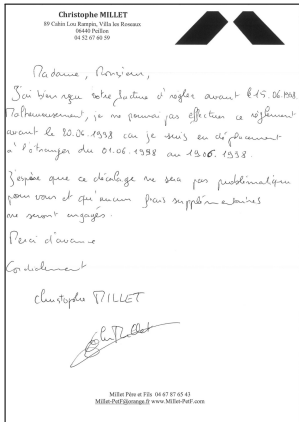 Christophe MILLET
89 Cabin Lou Rampin, Villa les Roseaux
06440 Peillon
04 52 67 60 59
Madame, Monsieur,
J'ai bien reçu votre facture à régler avant le 15.06.1998.
Malheureusement, je ne pourrai pas effectuer ce règlement
avant le 20.06.1998 car je suis en déplacement
à l'étranger du 01.06.1998 au 19.06.1998.
J'espère que ce décalage ne sera pas problématique
pour vous et qu'aucun frais supplémentaires
ne seront engagés.
Merci d'avance
Cordialement
Christophe MILLET
Millet Père et Fils 04 67 87 65 43
Millet-PetF@orange.fr www.Millet-PetF.com